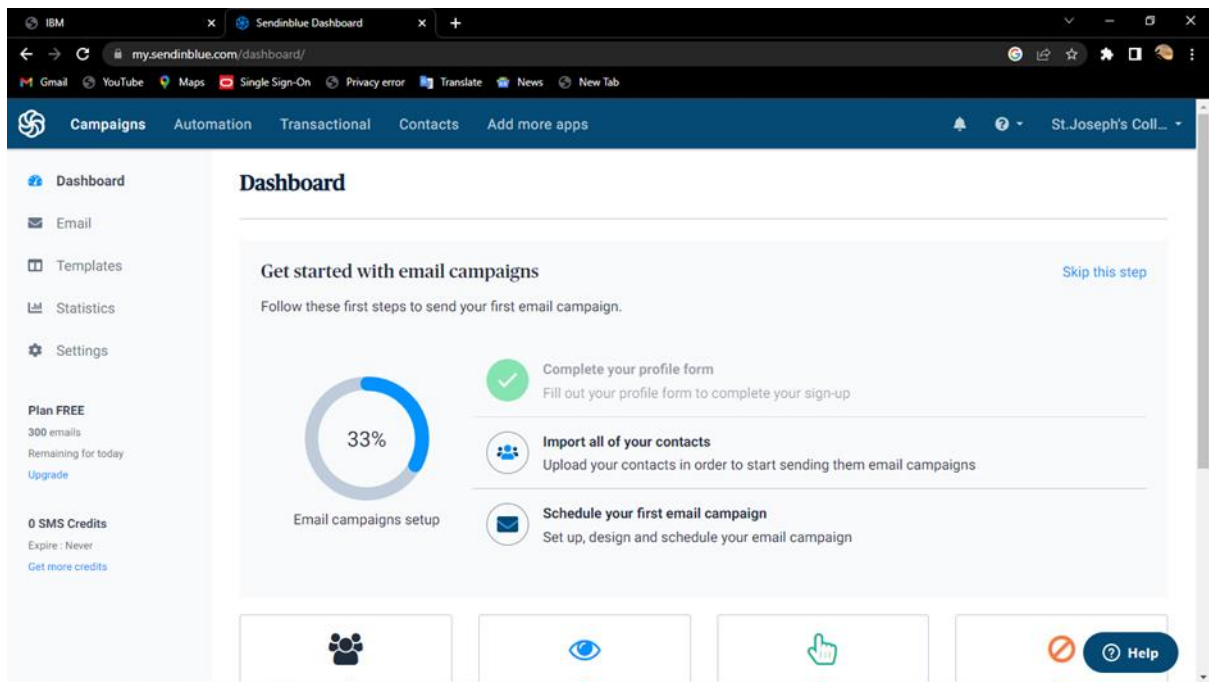 IBM
Sendinblue Dashboard
my.sendinblue.com/dashboard/
Gmail YouTube Maps Single Sign-On Privacy error Translate News New Tab
Campaigns Automation Transactional Contacts Add more apps St.Joseph's Coll...
Dashboard
Email
Templates
Statistics
Settings
Plan FREE
300 emails
Remaining for today
Upgrade
0 SMS Credits
Expire : Never
Get more credits
Dashboard
Get started with email campaigns
Skip this step
Follow these first steps to send your first email campaign.
33%
Email campaigns setup
Complete your profile form
Fill out your profile form to complete your sign-up
Import all of your contacts
Upload your contacts in order to start sending them email campaigns
Schedule your first email campaign
Set up, design and schedule your email campaign
Help